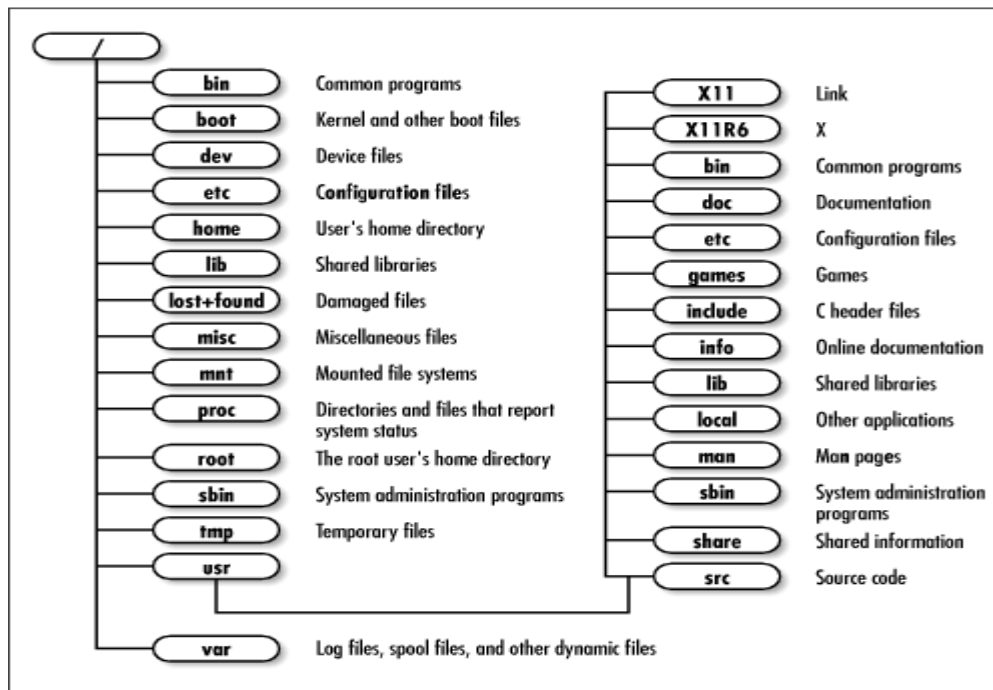 /
bin Common programs
boot Kernel and other boot files
dev Device files
etc Configuration files
home User's home directory
lib Shared libraries
lost+found Damaged files
misc Miscellaneous files
mnt Mounted file systems
proc Directories and files that report
system status
root The root user's home directory
sbin System administration programs
tmp Temporary files
usr
var Log files, spool files, and other dynamic files
X11 Link
X11R6 X
bin Common programs
doc Documentation
etc Configuration files
games Games
include C header files
info Online documentation
lib Shared libraries
local Other applications
man Man pages
sbin System administration
programs
share Shared information
src Source code